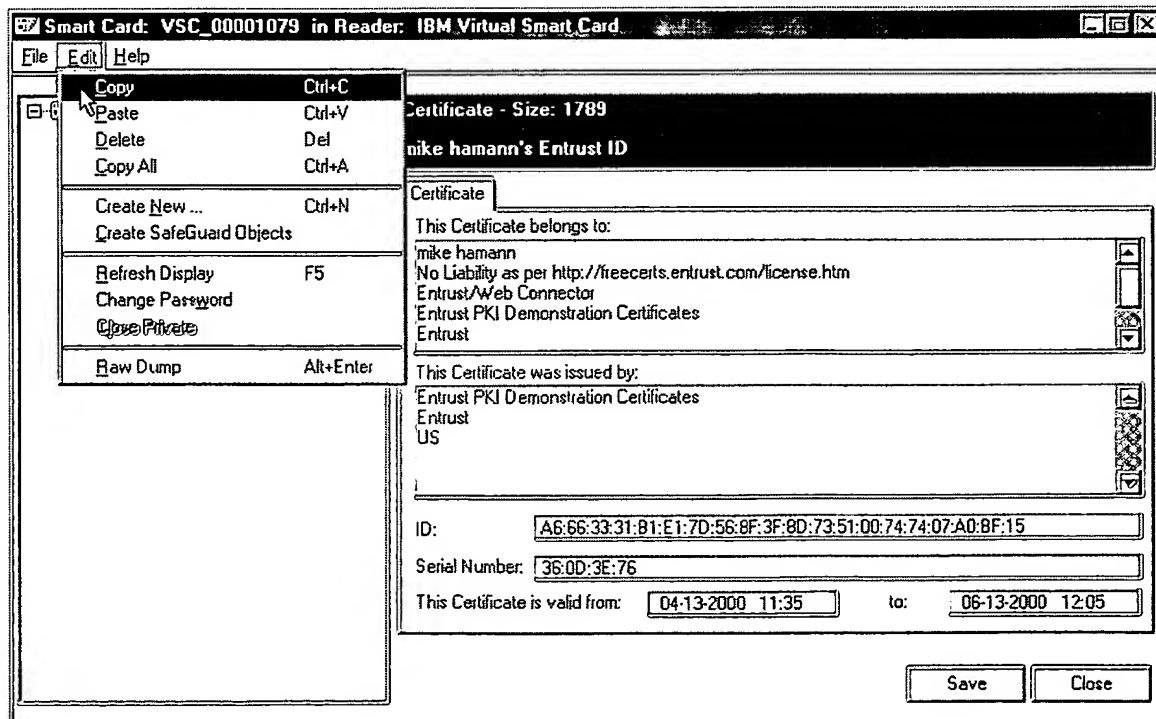 Smart Card: VSC_00001079 in Reader: IBM Virtual Smart Card
File Edit Help
Copy Ctrl+C
Paste Ctrl+V
Delete Del
Copy All Ctrl+A
Create New ... Ctrl+N
Create SafeGuard Objects
Refresh Display F5
Change Password
Close Private
Raw Dump Alt+Enter
Certificate - Size: 1789
mike hamann's Entrust ID
Certificate
This Certificate belongs to:
mike hamann
No Liability as per http://freecerts.entrust.com/license.htm
Entrust/Web Connector
Entrust PKI Demonstration Certificates
Entrust
This Certificate was issued by:
Entrust PKI Demonstration Certificates
Entrust
US
ID: A6:66:33:31:B1:E1:7D:56:8F:3F:8D:73:51:00:74:74:07:A0:BF:15
Serial Number: 36:0D:3E:76
This Certificate is valid from: 04-13-2000 11:35 to: 06-13-2000 12:05
Save Close